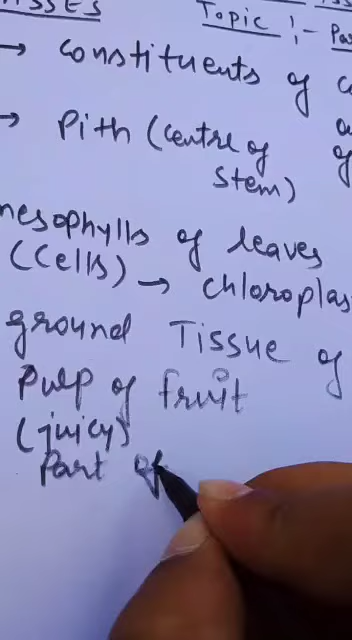 Topic :- Pa
→ Constituents of
→ Pith (Centre of
Stem)
mesophylls of leaves
(Cells) → chloroplas
ground Tissue of
Pulp of fruit
(juicy)
Part of